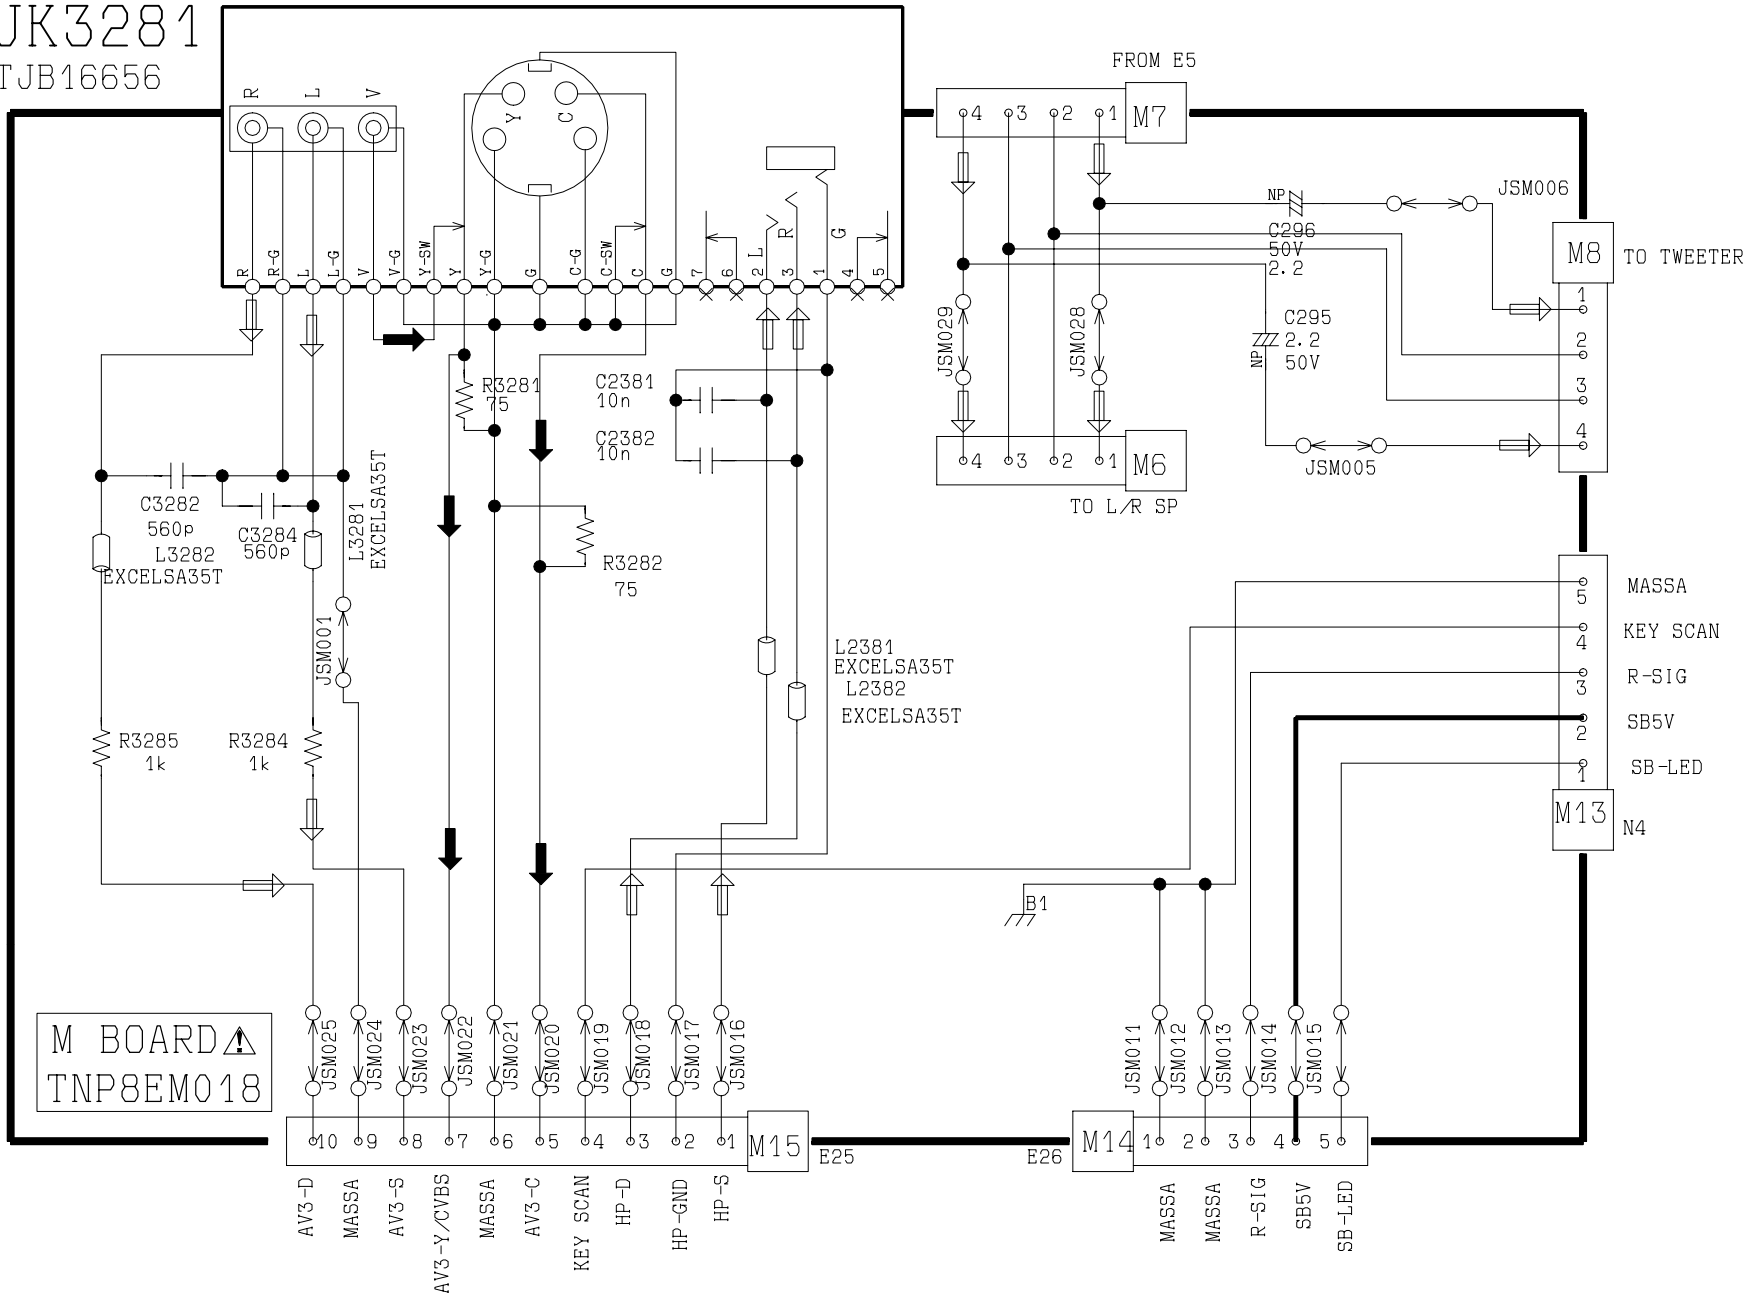 JK3281
TJB16656
R
L
V
Y
C
R
R-G
L
L-G
V
V-G
Y-SW
Y
Y-G
G
C-G
C-SW
C
G
7
6
2
L
3
R
1
G
4
5
FROM E5
4
3
2
1
M7
NP
C296
50V
2.2
JSM006
M8
TO TWEETER
1
2
3
4
JSM029
JSM028
C295
2.2
50V
NP
JSM005
4
3
2
1
M6
TO L/R SP
R3281
75
C2381
10n
C2382
10n
C3282
560p
C3284
560p
L3282
EXCELSA35T
L3281
EXCELSA35T
R3282
75
JSM001
L2381
EXCELSA35T
L2382
EXCELSA35T
R3285
1k
R3284
1k
5
MASSA
4
KEY SCAN
3
R-SIG
2
SB5V
1
SB-LED
M13
N4
B1
M BOARD
TNP8EM018
JSM025
JSM024
JSM023
JSM022
JSM021
JSM020
JSM019
JSM018
JSM017
JSM016
JSM011
JSM012
JSM013
JSM014
JSM015
10
9
8
7
6
5
4
3
2
1
M15
E25
E26
M14
1
2
3
4
5
AV3-D
MASSA
AV3-S
AV3-Y/CVBS
MASSA
AV3-C
KEY SCAN
HP-D
HP-GND
HP-S
MASSA
MASSA
R-SIG
SB5V
SB-LED